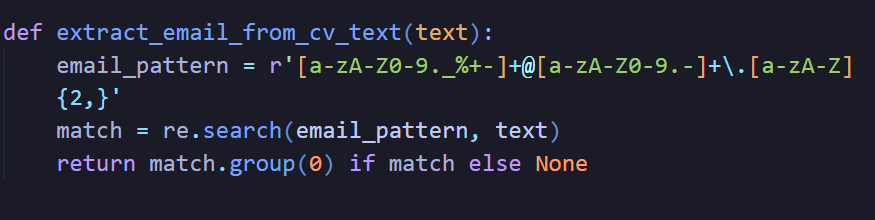 def extract_email_from_cv_text(text):
    email_pattern = r'[a-zA-Z0-9._%+-]+@[a-zA-Z0-9.-]+\.[a-zA-Z]
    {2,}'
    match = re.search(email_pattern, text)
    return match.group(0) if match else None